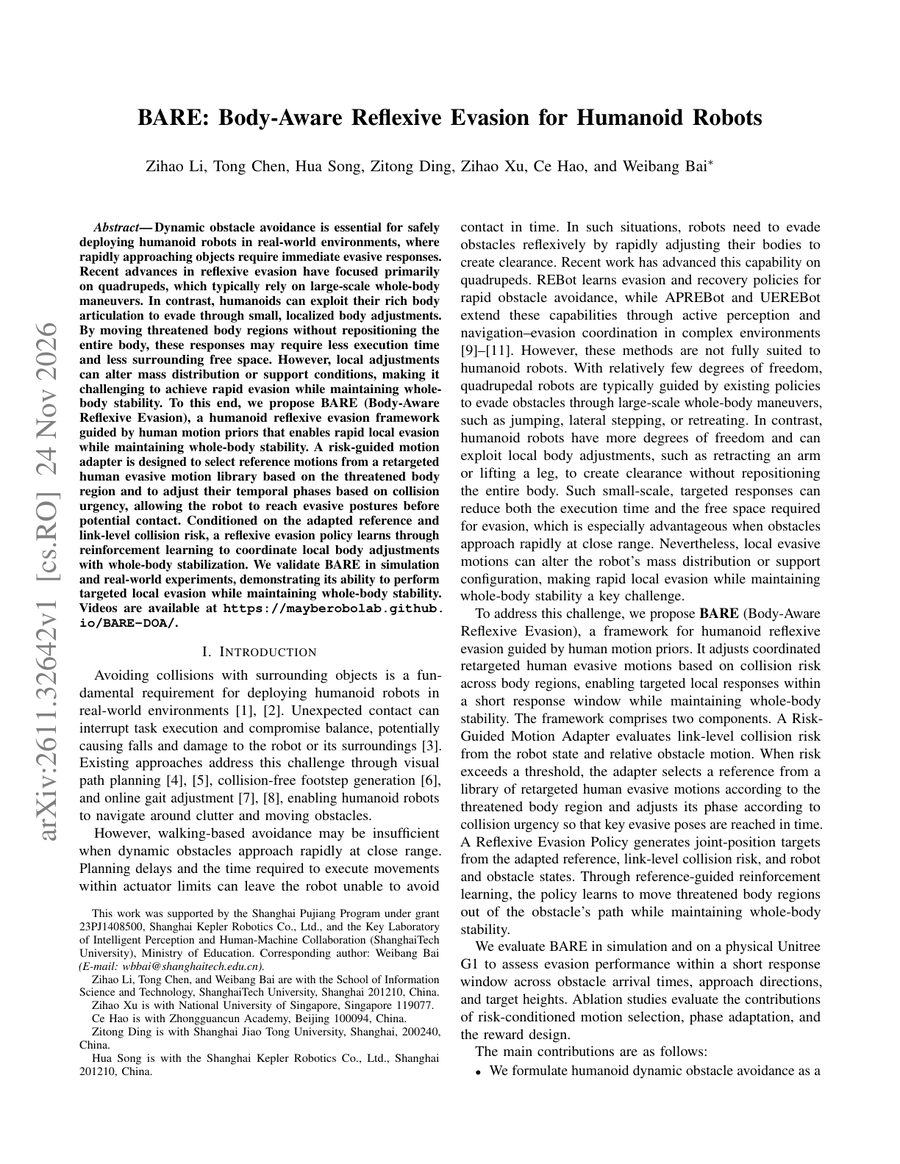 BARE: Body-Aware Reflexive Evasion for Humanoid Robots
Zihao Li, Tong Chen, Hua Song, Zitong Ding, Zihao Xu, Ce Hao, and Weibang Bai*
arXiv:2611.32642v1 [cs.RO] 24 Nov 2026
Abstract— Dynamic obstacle avoidance is essential for safely
deploying humanoid robots in real-world environments, where
rapidly approaching objects require immediate evasive responses.
Recent advances in reflexive evasion have focused primarily
on quadrupeds, which typically rely on large-scale whole-body
maneuvers. In contrast, humanoids can exploit their rich body
articulation to evade through small, localized body adjustments.
By moving threatened body regions without repositioning the
entire body, these responses may require less execution time
and less surrounding free space. However, local adjustments
can alter mass distribution or support conditions, making it
challenging to achieve rapid evasion while maintaining whole-
body stability. To this end, we propose BARE (Body-Aware
Reflexive Evasion), a humanoid reflexive evasion framework
guided by human motion priors that enables rapid local evasion
while maintaining whole-body stability. A risk-guided motion
adapter is designed to select reference motions from a retargeted
human evasive motion library based on the threatened body
region and to adjust their temporal phases based on collision
urgency, allowing the robot to reach evasive postures before
potential contact. Conditioned on the adapted reference and
link-level collision risk, a reflexive evasion policy learns through
reinforcement learning to coordinate local body adjustments
with whole-body stabilization. We validate BARE in simulation
and real-world experiments, demonstrating its ability to perform
targeted local evasion while maintaining whole-body stability.
Videos are available at https://mayberobolab.github.
io/BARE-DOA/.
I. INTRODUCTION
Avoiding collisions with surrounding objects is a fun-
damental requirement for deploying humanoid robots in
real-world environments [1], [2]. Unexpected contact can
interrupt task execution and compromise balance, potentially
causing falls and damage to the robot or its surroundings [3].
Existing approaches address this challenge through visual
path planning [4], [5], collision-free footstep generation [6],
and online gait adjustment [7], [8], enabling humanoid robots
to navigate around clutter and moving obstacles.
However, walking-based avoidance may be insufficient
when dynamic obstacles approach rapidly at close range.
Planning delays and the time required to execute movements
within actuator limits can leave the robot unable to avoid
This work was supported by the Shanghai Pujiang Program under grant
23PJ1408500, Shanghai Kepler Robotics Co., Ltd., and the Key Laboratory
of Intelligent Perception and Human-Machine Collaboration (ShanghaiTech
University), Ministry of Education. Corresponding author: Weibang Bai
(E-mail: wbbai@shanghaitech.edu.cn).
Zihao Li, Tong Chen, and Weibang Bai are with the School of Information
Science and Technology, ShanghaiTech University, Shanghai 201210, China.
Zihao Xu is with National University of Singapore, Singapore 119077.
Ce Hao is with Zhongguancun Academy, Beijing 100094, China.
Zitong Ding is with Shanghai Jiao Tong University, Shanghai, 200240,
China.
Hua Song is with the Shanghai Kepler Robotics Co., Ltd., Shanghai
201210, China.
contact in time. In such situations, robots need to evade
obstacles reflexively by rapidly adjusting their bodies to
create clearance. Recent work has advanced this capability on
quadrupeds. REBot learns evasion and recovery policies for
rapid obstacle avoidance, while APREBot and UEREBot
extend these capabilities through active perception and
navigation–evasion coordination in complex environments
[9]–[11]. However, these methods are not fully suited to
humanoid robots. With relatively few degrees of freedom,
quadrupedal robots are typically guided by existing policies
to evade obstacles through large-scale whole-body maneuvers,
such as jumping, lateral stepping, or retreating. In contrast,
humanoid robots have more degrees of freedom and can
exploit local body adjustments, such as retracting an arm
or lifting a leg, to create clearance without repositioning
the entire body. Such small-scale, targeted responses can
reduce both the execution time and the free space required
for evasion, which is especially advantageous when obstacles
approach rapidly at close range. Nevertheless, local evasive
motions can alter the robot's mass distribution or support
configuration, making rapid local evasion while maintaining
whole-body stability a key challenge.
To address this challenge, we propose BARE (Body-Aware
Reflexive Evasion), a framework for humanoid reflexive
evasion guided by human motion priors. It adjusts coordinated
retargeted human evasive motions based on collision risk
across body regions, enabling targeted local responses within
a short response window while maintaining whole-body
stability. The framework comprises two components. A Risk-
Guided Motion Adapter evaluates link-level collision risk
from the robot state and relative obstacle motion. When risk
exceeds a threshold, the adapter selects a reference from a
library of retargeted human evasive motions according to the
threatened body region and adjusts its phase according to
collision urgency so that key evasive poses are reached in time.
A Reflexive Evasion Policy generates joint-position targets
from the adapted reference, link-level collision risk, and robot
and obstacle states. Through reference-guided reinforcement
learning, the policy learns to move threatened body regions
out of the obstacle's path while maintaining whole-body
stability.
We evaluate BARE in simulation and on a physical Unitree
G1 to assess evasion performance within a short response
window across obstacle arrival times, approach directions,
and target heights. Ablation studies evaluate the contributions
of risk-conditioned motion selection, phase adaptation, and
the reward design.
The main contributions are as follows:
• We formulate humanoid dynamic obstacle avoidance as a